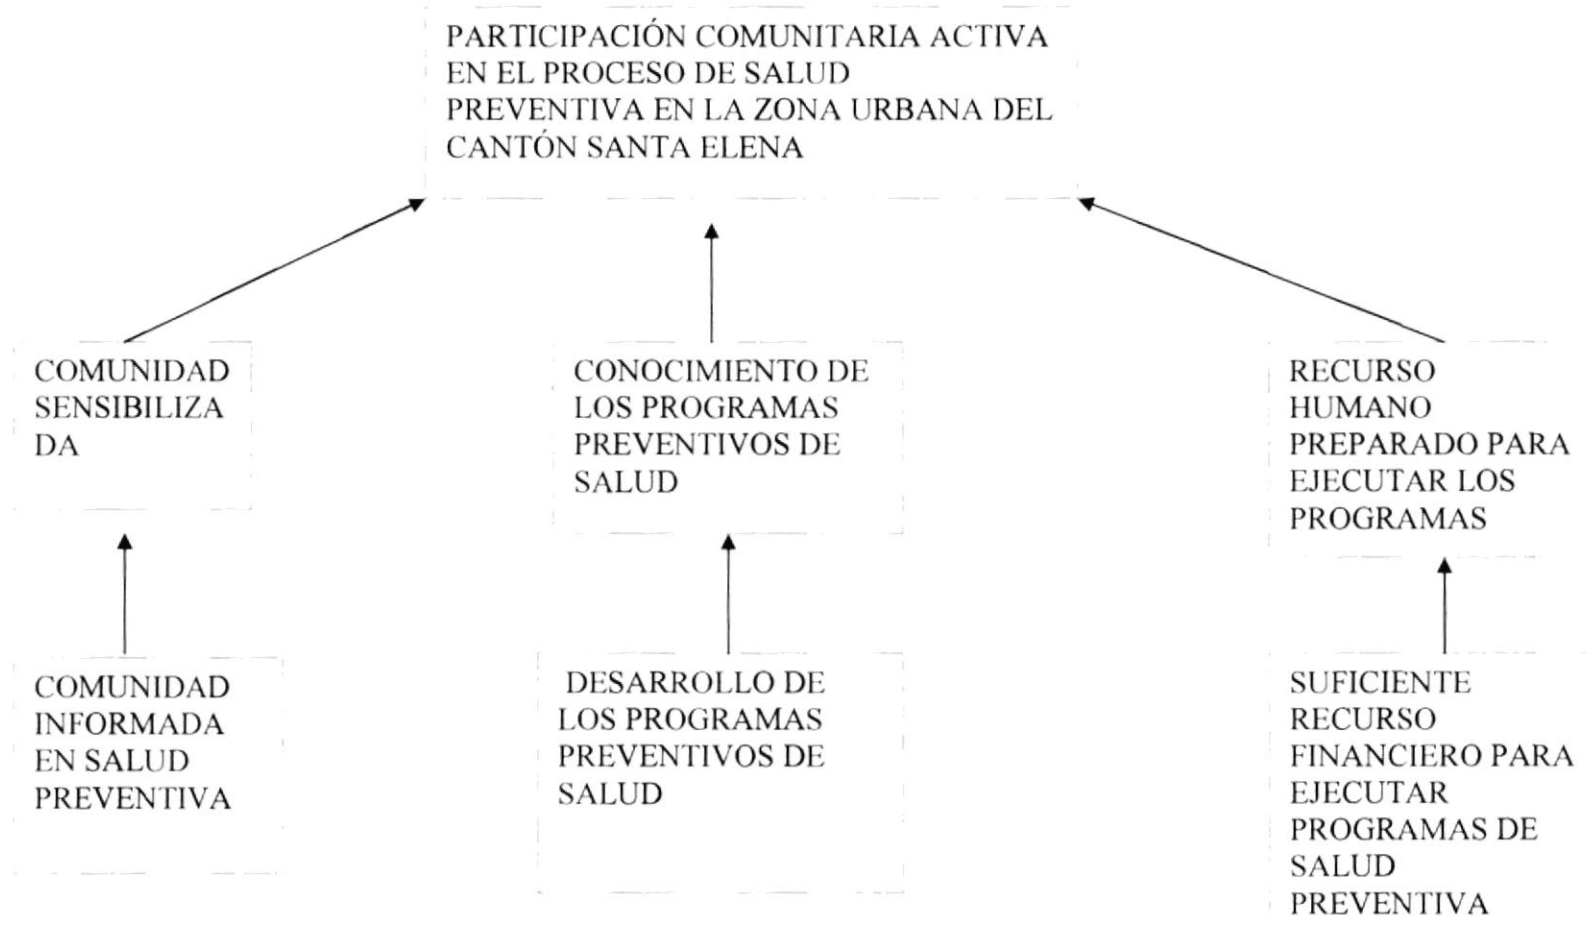 PARTICIPACIÓN COMUNITARIA ACTIVA
EN EL PROCESO DE SALUD
PREVENTIVA EN LA ZONA URBANA DEL
CANTÓN SANTA ELENA
COMUNIDAD
SENSIBILIZA
DA
CONOCIMIENTO DE
LOS PROGRAMAS
PREVENTIVOS DE
SALUD
RECURSO
HUMANO
PREPARADO PARA
EJECUTAR LOS
PROGRAMAS
COMUNIDAD
INFORMADA
EN SALUD
PREVENTIVA
DESARROLLO DE
LOS PROGRAMAS
PREVENTIVOS DE
SALUD
SUFICIENTE
RECURSO
FINANCIERO PARA
EJECUTAR
PROGRAMAS DE
SALUD
PREVENTIVA